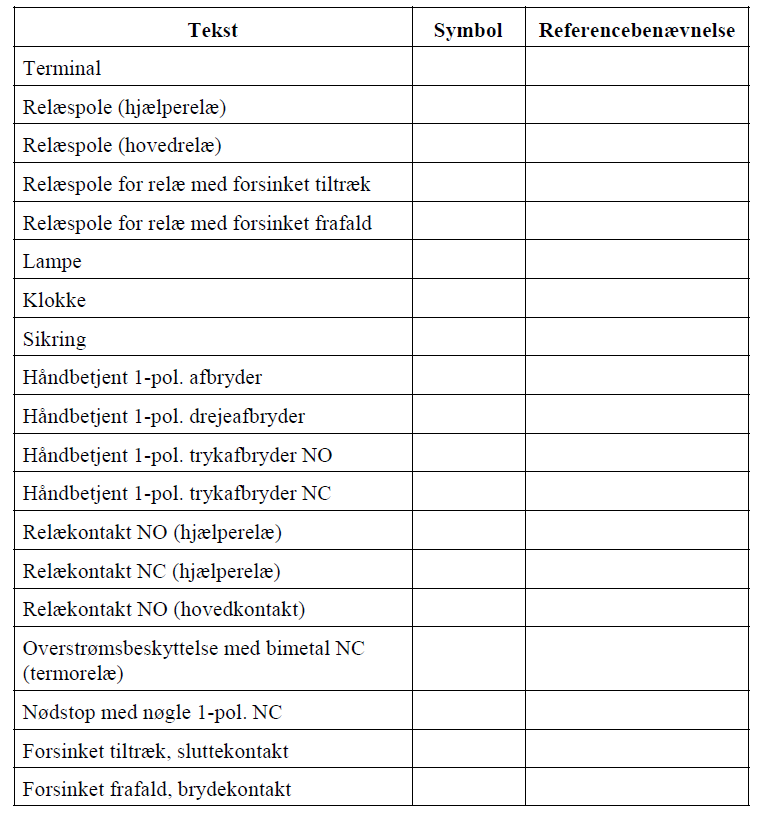 Tekst Symbol Referencebenævnelse
Terminal
Relæspole (hjælperelæ)
Relæspole (hovedrelæ)
Relæspole for relæ med forsinket tiltræk
Relæspole for relæ med forsinket frafald
Lampe
Klokke
Sikring
Håndbetjent 1-pol. afbryder
Håndbetjent 1-pol. drejeafbryder
Håndbetjent 1-pol. trykafbryder NO
Håndbetjent 1-pol. trykafbryder NC
Relækontakt NO (hjælperelæ)
Relækontakt NC (hjælperelæ)
Relækontakt NO (hovedkontakt)
Overstrømsbeskyttelse med bimetal NC
(termorelæ)
Nødstop med nøgle 1-pol. NC
Forsinket tiltræk, sluttekontakt
Forsinket frafald, brydekontakt